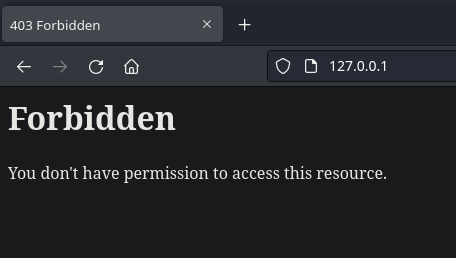 403 Forbidden
127.0.0.1
Forbidden
You don't have permission to access this resource.